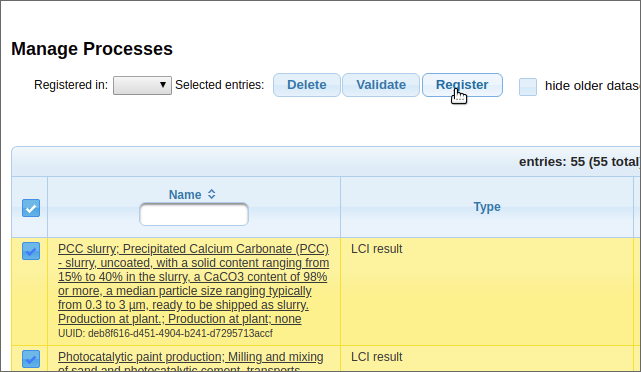 Manage Processes
Registered in: Selected entries: Delete Validate Register hide older datas
entries: 55 (55 total
Name
Type
PCC slurry; Precipitated Calcium Carbonate (PCC) LCI result
- slurry, uncoated, with a solid content ranging from
15% to 40% in the slurry, a CaCO3 content of 98%
or more, a median particle size ranging typically
from 0.3 to 3 µm, ready to be shipped as slurry.
Production at plant.; Production at plant; none
UUID: deb8f616-d451-4904-b241-d7295713accf
Photocatalytic paint production; Milling and mixing LCI result
of sand and photocatalytic cement, transports